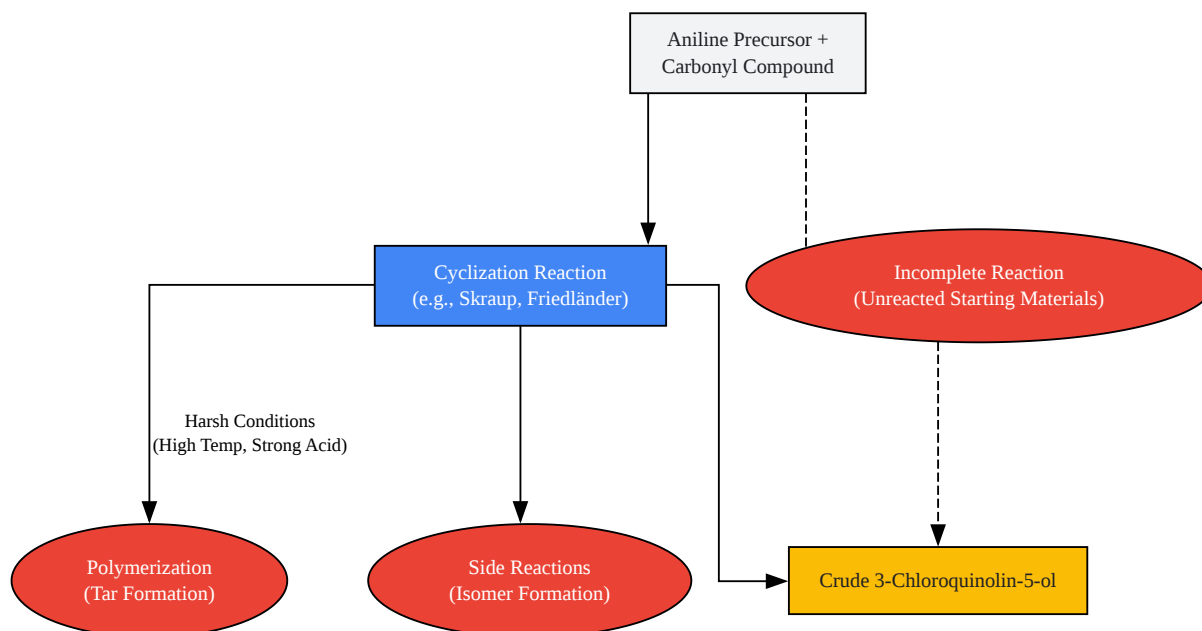 Aniline Precursor +
Carbonyl Compound
Cyclization Reaction
(e.g., Skraup, Friedländer)
Incomplete Reaction
(Unreacted Starting Materials)
Harsh Conditions
(High Temp, Strong Acid)
Polymerization
(Tar Formation)
Side Reactions
(Isomer Formation)
Crude 3-Chloroquinolin-5-ol